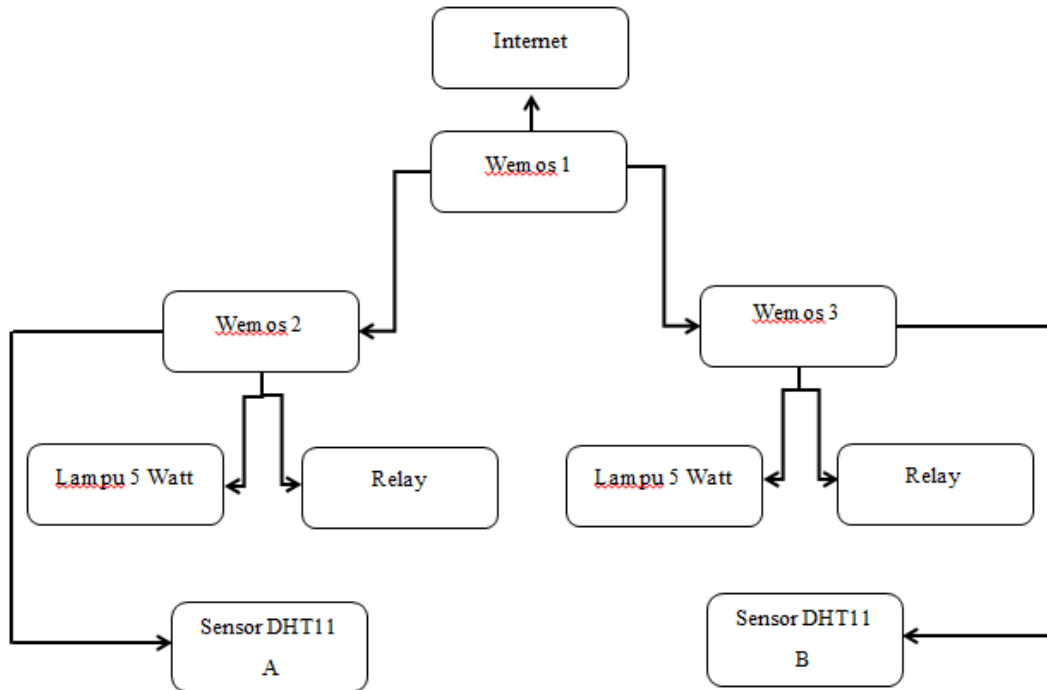 Internet
Wemos 1
Wemos 2
Wemos 3
Lampu 5 Watt
Relay
Lampu 5 Watt
Relay
Sensor DHT11
A
Sensor DHT11
B